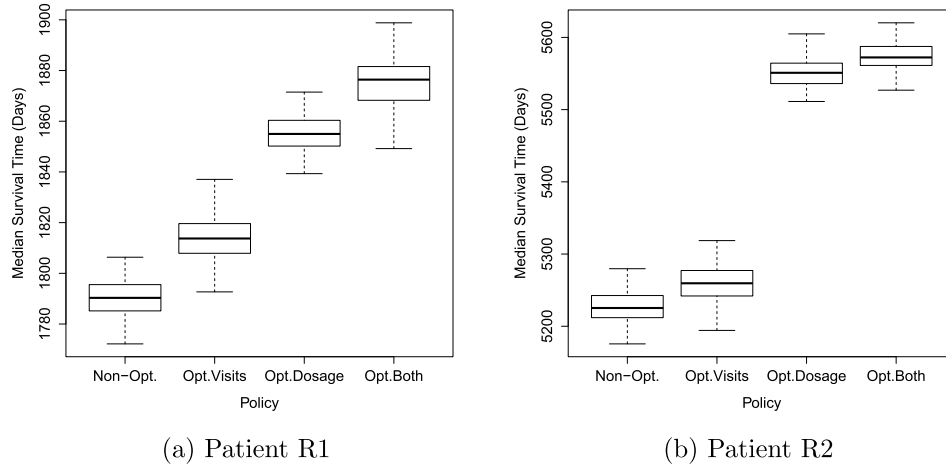 Median Survival Time (Days)
1900
1880
1860
1840
1820
1800
1780
Non−Opt. Opt.Visits Opt.Dosage Opt.Both
Policy
(a) Patient R1
Median Survival Time (Days)
5600
5500
5400
5300
5200
Non−Opt. Opt.Visits Opt.Dosage Opt.Both
Policy
(b) Patient R2